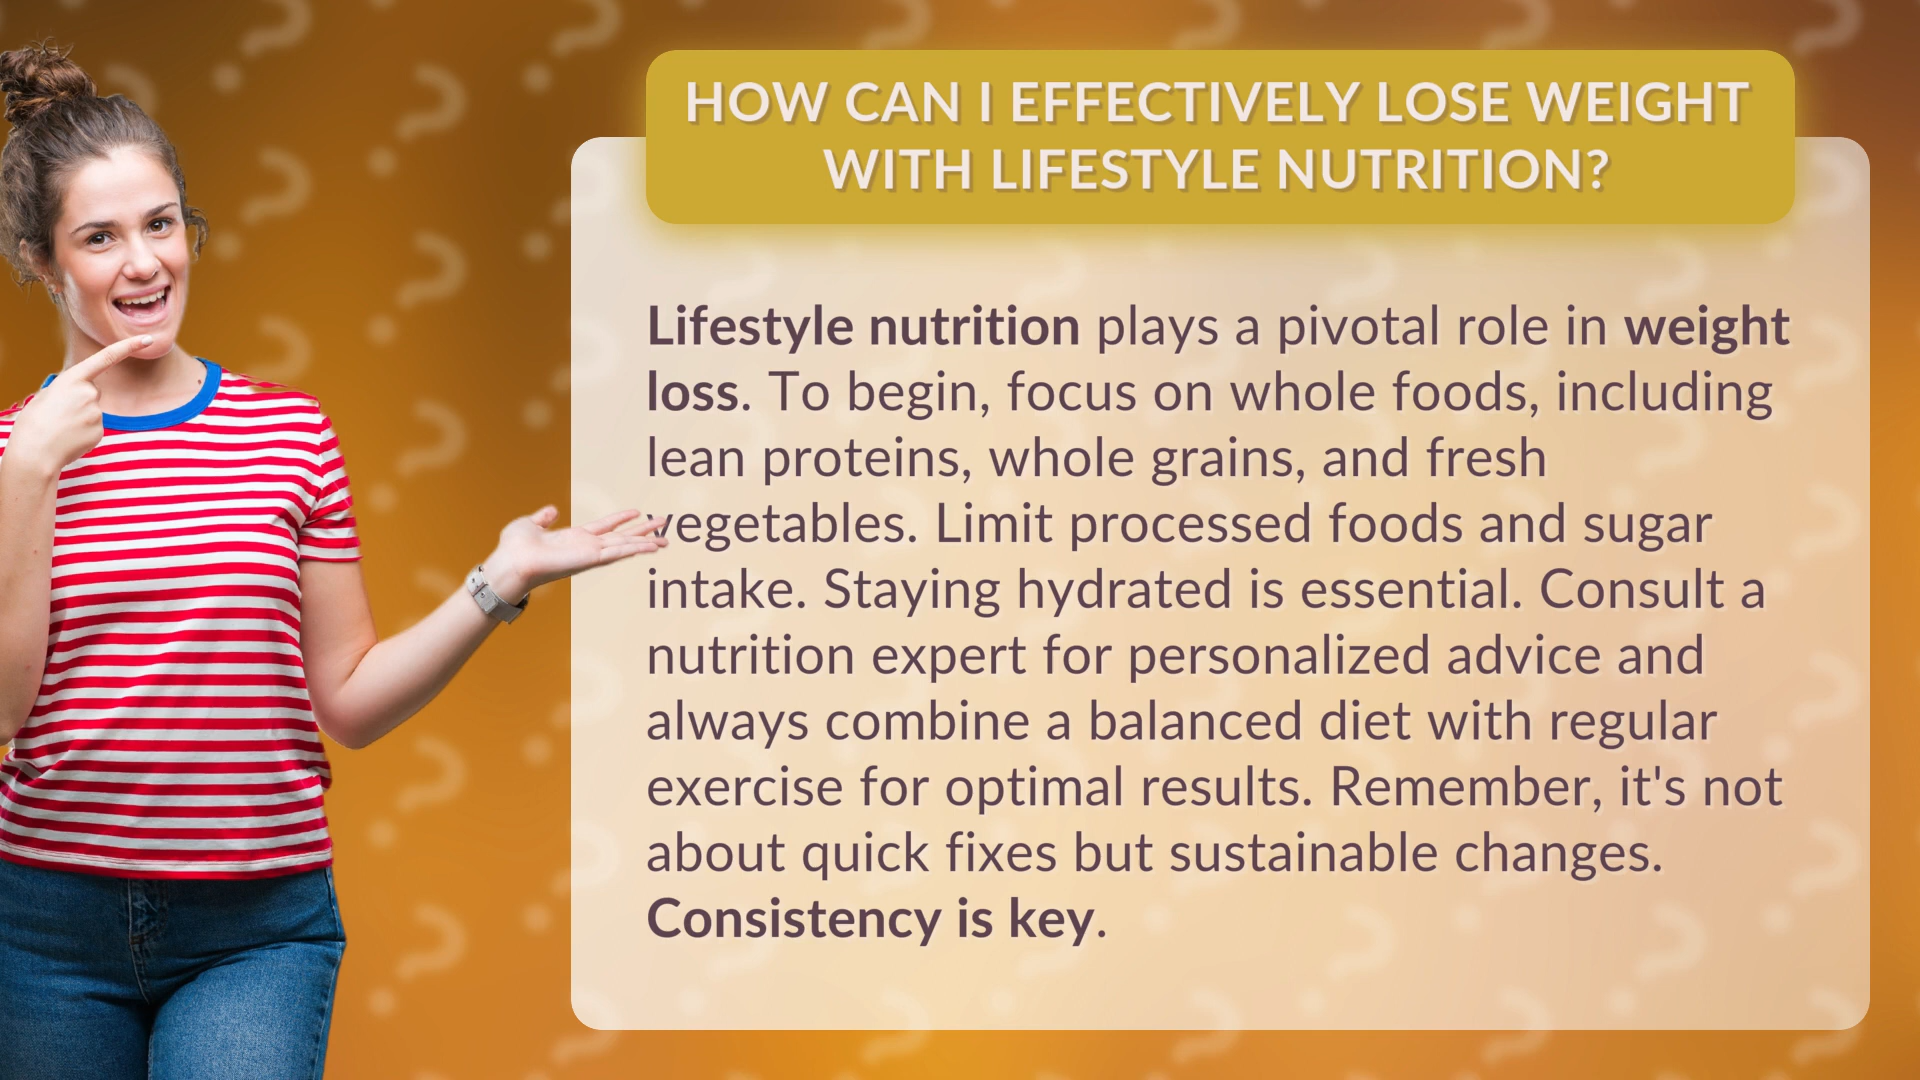 HOW CAN I EFFECTIVELY LOSE WEIGHT
WITH LIFESTYLE NUTRITION?
Lifestyle nutrition plays a pivotal role in weight
loss. To begin, focus on whole foods, including
lean proteins, whole grains, and fresh
vegetables. Limit processed foods and sugar
intake. Staying hydrated is essential. Consult a
nutrition expert for personalized advice and
always combine a balanced diet with regular
exercise for optimal results. Remember, it's not
about quick fixes but sustainable changes.
Consistency is key.